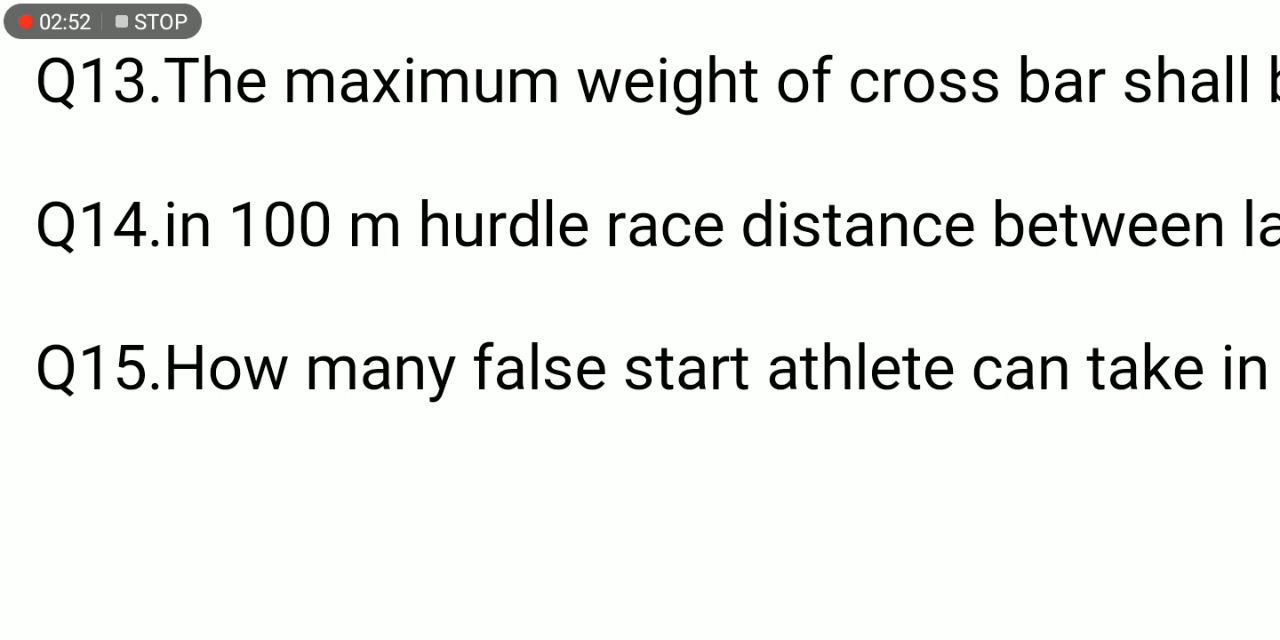 02:52 STOP
Q13.The maximum weight of cross bar shall
Q14.in 100 m hurdle race distance between
Q15.How many false start athlete can take in